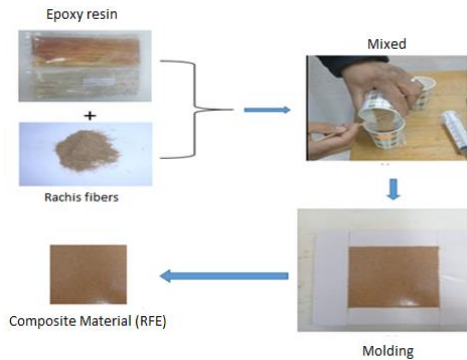 Epoxy resin
+
Rachis fibers
Mixed
Molding
Composite Material (RFE)